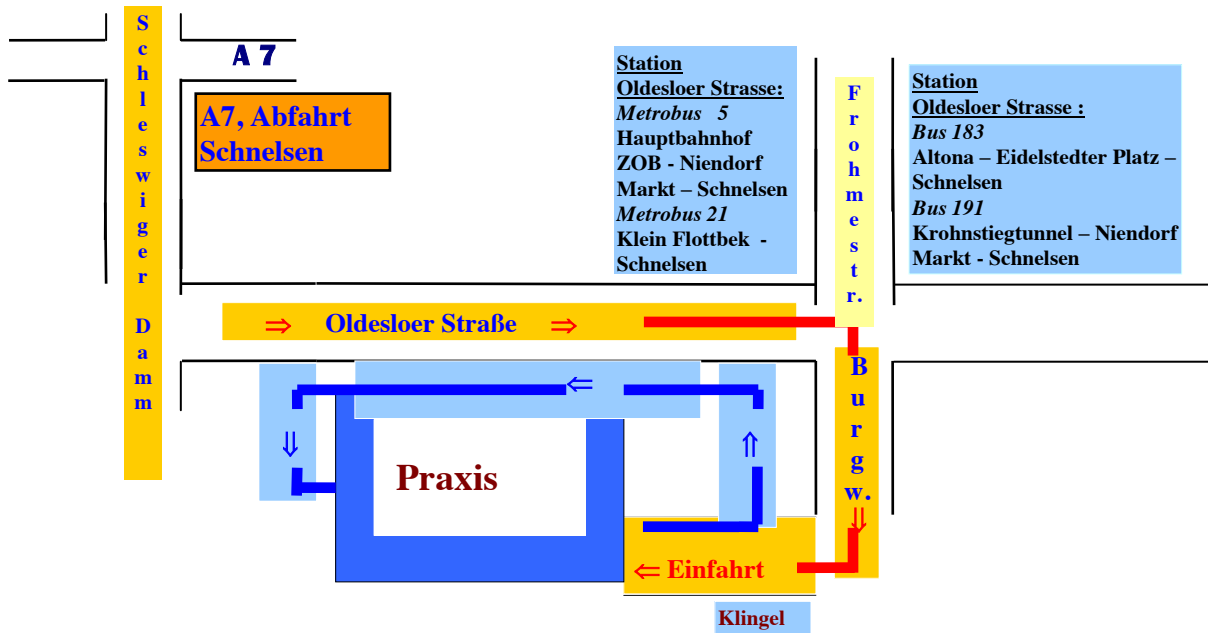 Schleswiger Damm
A 7
A7, Abfahrt
Schnelsen
Station
Oldesloer Strasse:
Metrobus 5
Hauptbahnhof
ZOB - Niendorf
Markt – Schnelsen
Metrobus 21
Klein Flottbek -
Schnelsen
Frohmestr.
Station
Oldesloer Strasse :
Bus 183
Altona – Eidelstedter Platz –
Schnelsen
Bus 191
Krohnstiegtunnel – Niendorf
Markt - Schnelsen
⇒ Oldesloer Straße ⇒
Burgw.
⇓
⇐
⇓
⇑
Praxis
⇐ Einfahrt
Klingel